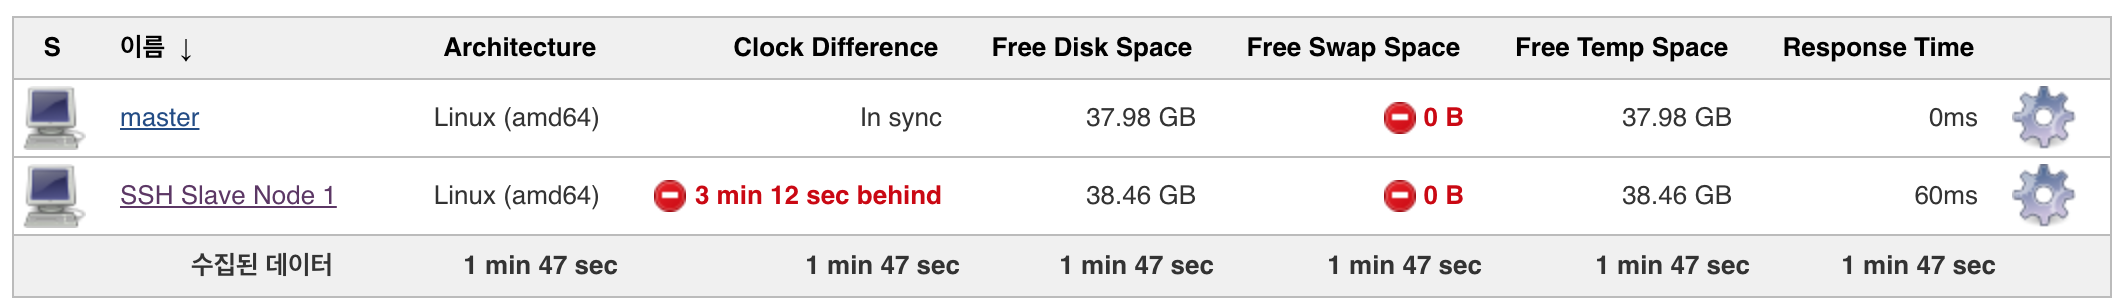 S 이름 ↓ Architecture Clock Difference Free Disk Space Free Swap Space Free Temp Space Response Time
master Linux (amd64) In sync 37.98 GB 0 B 37.98 GB 0ms
SSH Slave Node 1 Linux (amd64) 3 min 12 sec behind 38.46 GB 0 B 38.46 GB 60ms
수집된 데이터 1 min 47 sec 1 min 47 sec 1 min 47 sec 1 min 47 sec 1 min 47 sec 1 min 47 sec